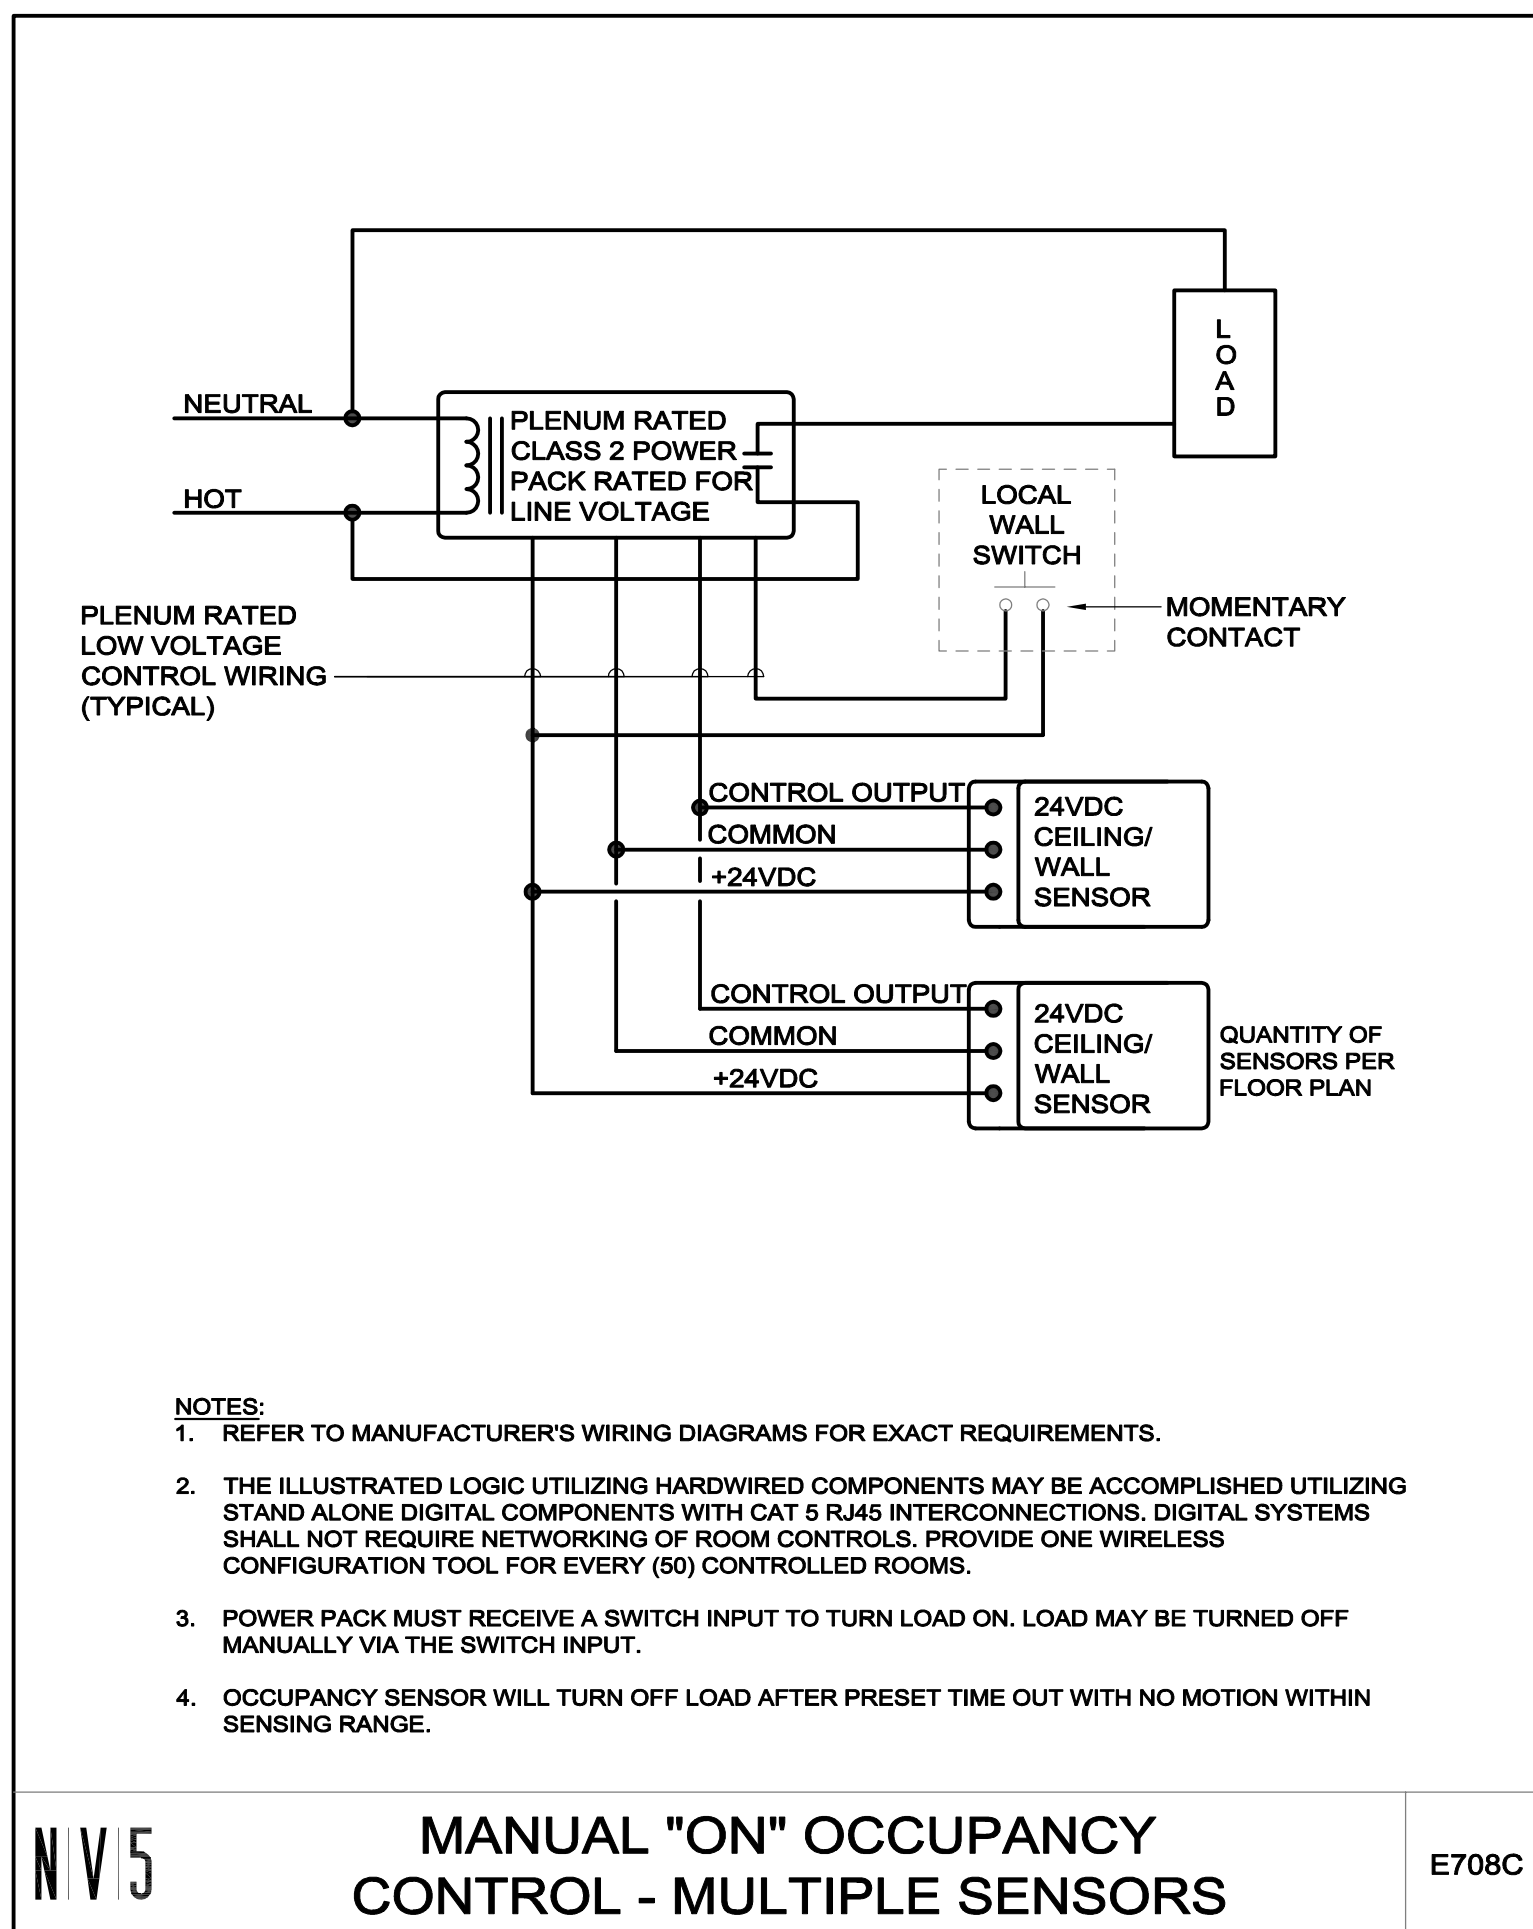 L
O
A
D
NEUTRAL
HOT
PLENUM RATED
CLASS 2 POWER
PACK RATED FOR
LINE VOLTAGE
LOCAL
WALL
SWITCH
MOMENTARY
CONTACT
PLENUM RATED
LOW VOLTAGE
CONTROL WIRING
(TYPICAL)
CONTROL OUTPUT
COMMON
+24VDC
24VDC
CEILING/
WALL
SENSOR
CONTROL OUTPUT
COMMON
+24VDC
24VDC
CEILING/
WALL
SENSOR
QUANTITY OF
SENSORS PER
FLOOR PLAN
NOTES:
1. REFER TO MANUFACTURER'S WIRING DIAGRAMS FOR EXACT REQUIREMENTS.
2. THE ILLUSTRATED LOGIC UTILIZING HARDWIRED COMPONENTS MAY BE ACCOMPLISHED UTILIZING
STAND ALONE DIGITAL COMPONENTS WITH CAT 5 RJ45 INTERCONNECTIONS. DIGITAL SYSTEMS
SHALL NOT REQUIRE NETWORKING OF ROOM CONTROLS. PROVIDE ONE WIRELESS
CONFIGURATION TOOL FOR EVERY (50) CONTROLLED ROOMS.
3. POWER PACK MUST RECEIVE A SWITCH INPUT TO TURN LOAD ON. LOAD MAY BE TURNED OFF
MANUALLY VIA THE SWITCH INPUT.
4. OCCUPANCY SENSOR WILL TURN OFF LOAD AFTER PRESET TIME OUT WITH NO MOTION WITHIN
SENSING RANGE.
N|V|5
MANUAL "ON" OCCUPANCY
CONTROL - MULTIPLE SENSORS
E708C